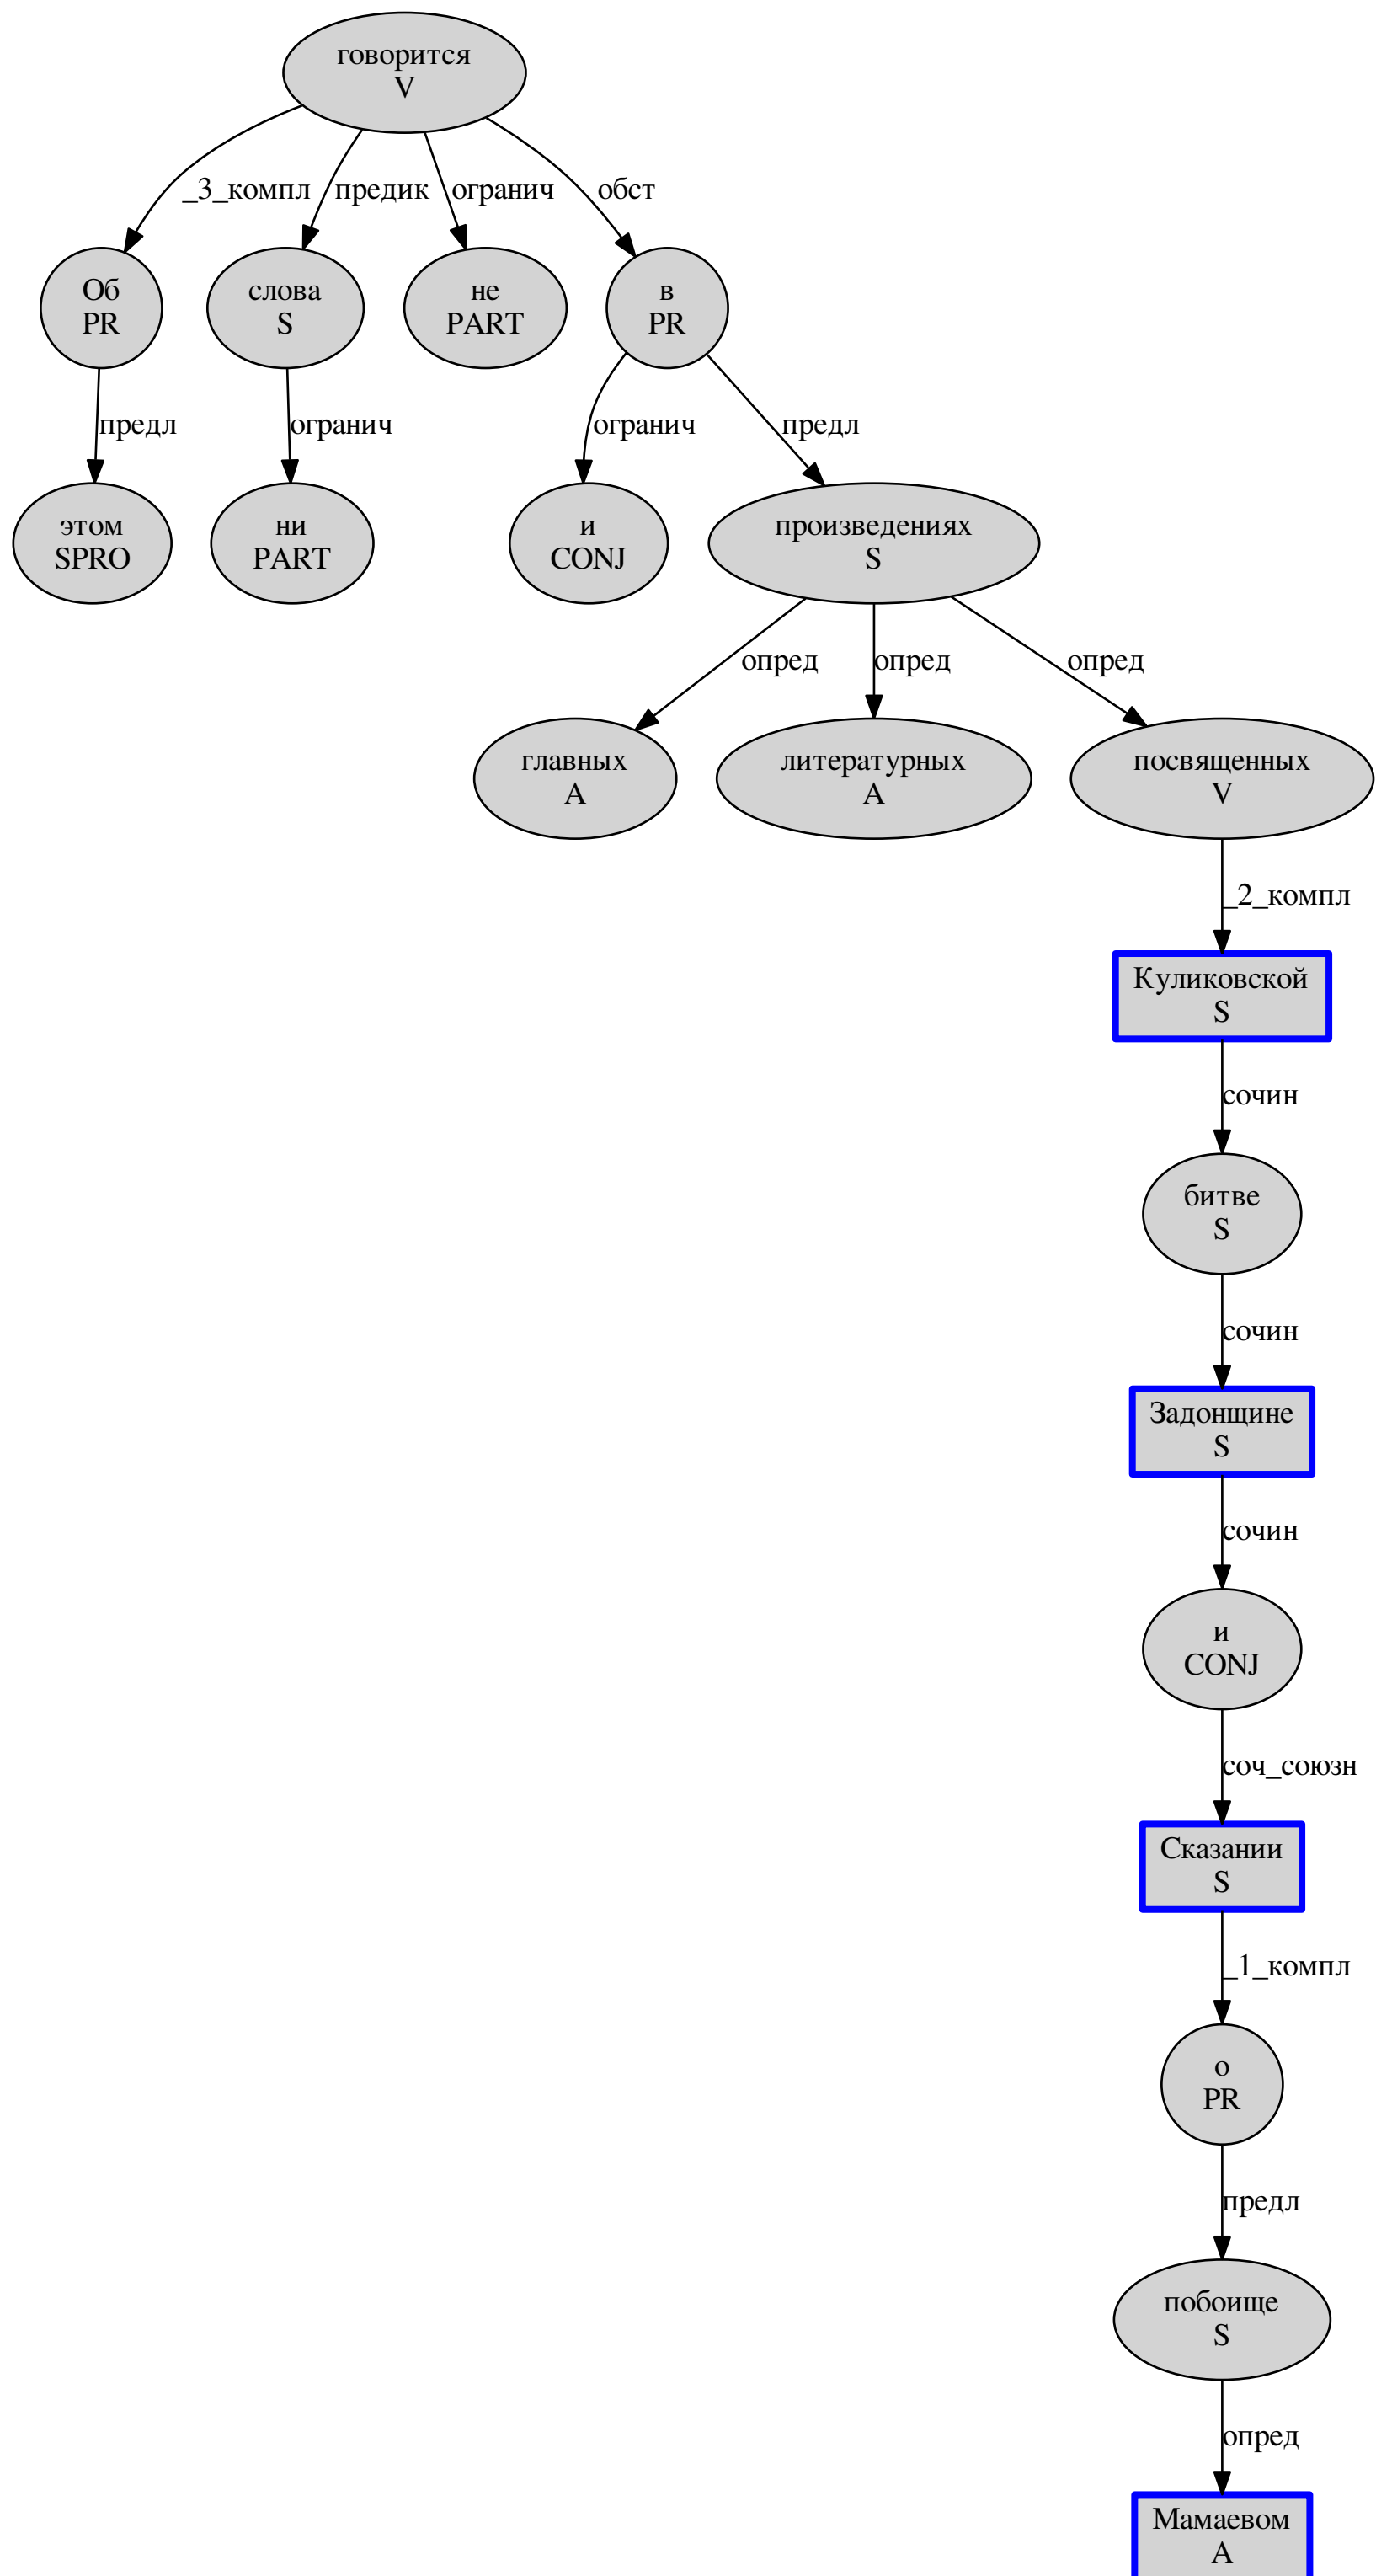 говорится
V
_3_компл
предик
огранич
обст
Об
PR
слова
S
не
PART
в
PR
предл
огранич
огранич
предл
этом
SPRO
ни
PART
и
CONJ
произведениях
S
опред
опред
опред
главных
A
литературных
A
посвященных
V
_2_компл
Куликовской
S
сочин
битве
S
сочин
Задонщине
S
сочин
и
CONJ
соч_союзн
Сказании
S
_1_компл
о
PR
предл
побоище
S
опред
Мамаевом
A